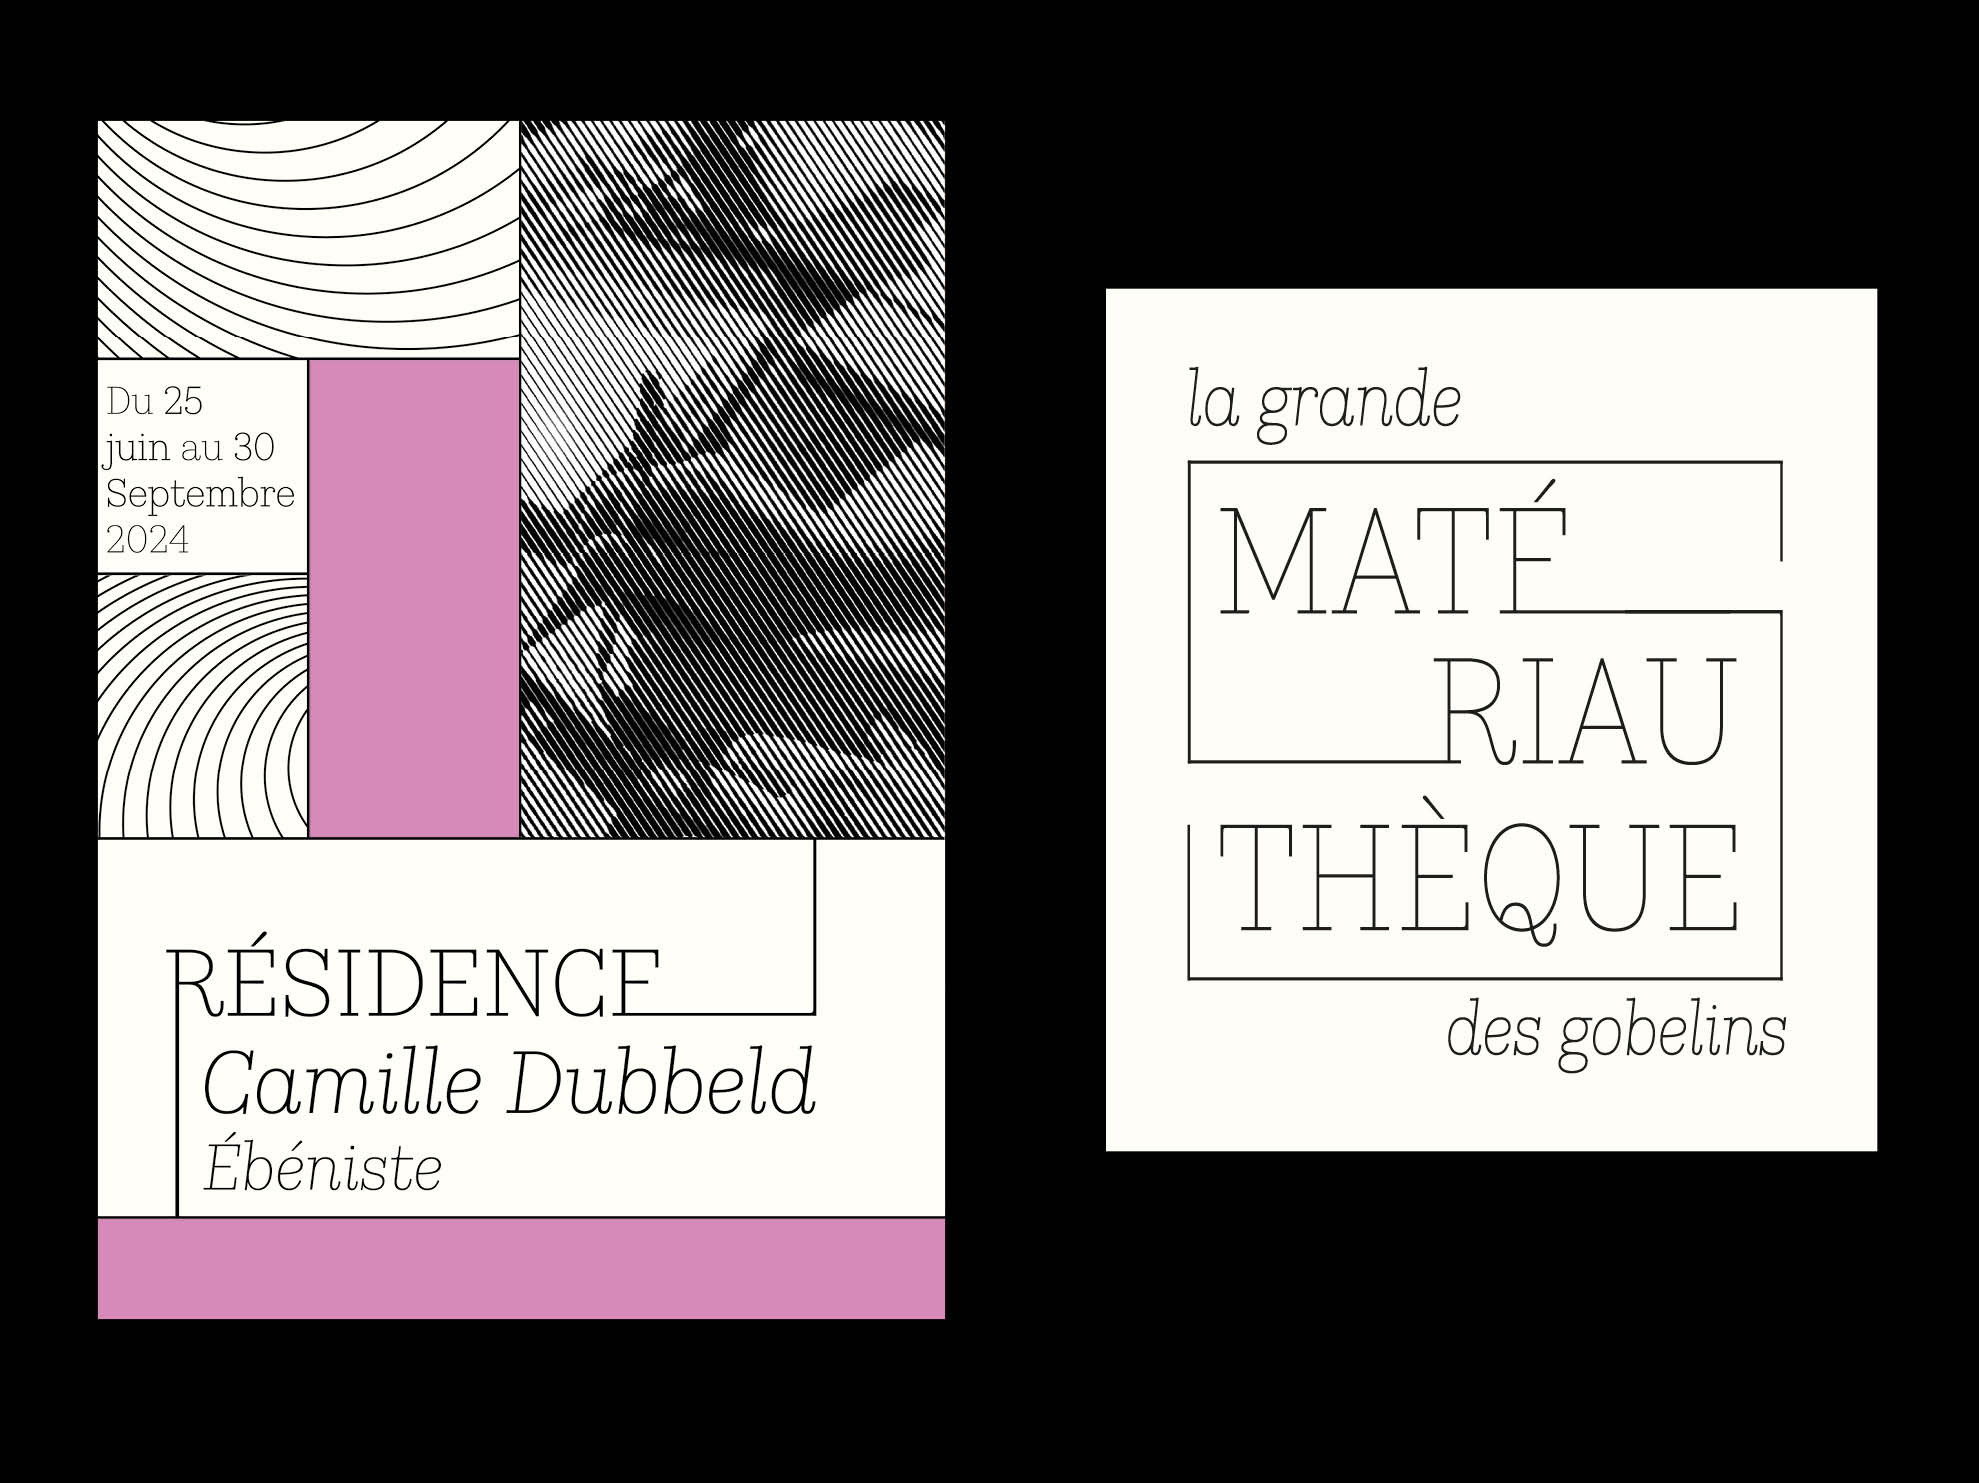 Du 25
juin au 30
Septembre
2024
RÉSIDENCE
Camille Dubbeld
Ébéniste
la grande
MATÉ
RIAU
THÈQUE
des gobelins